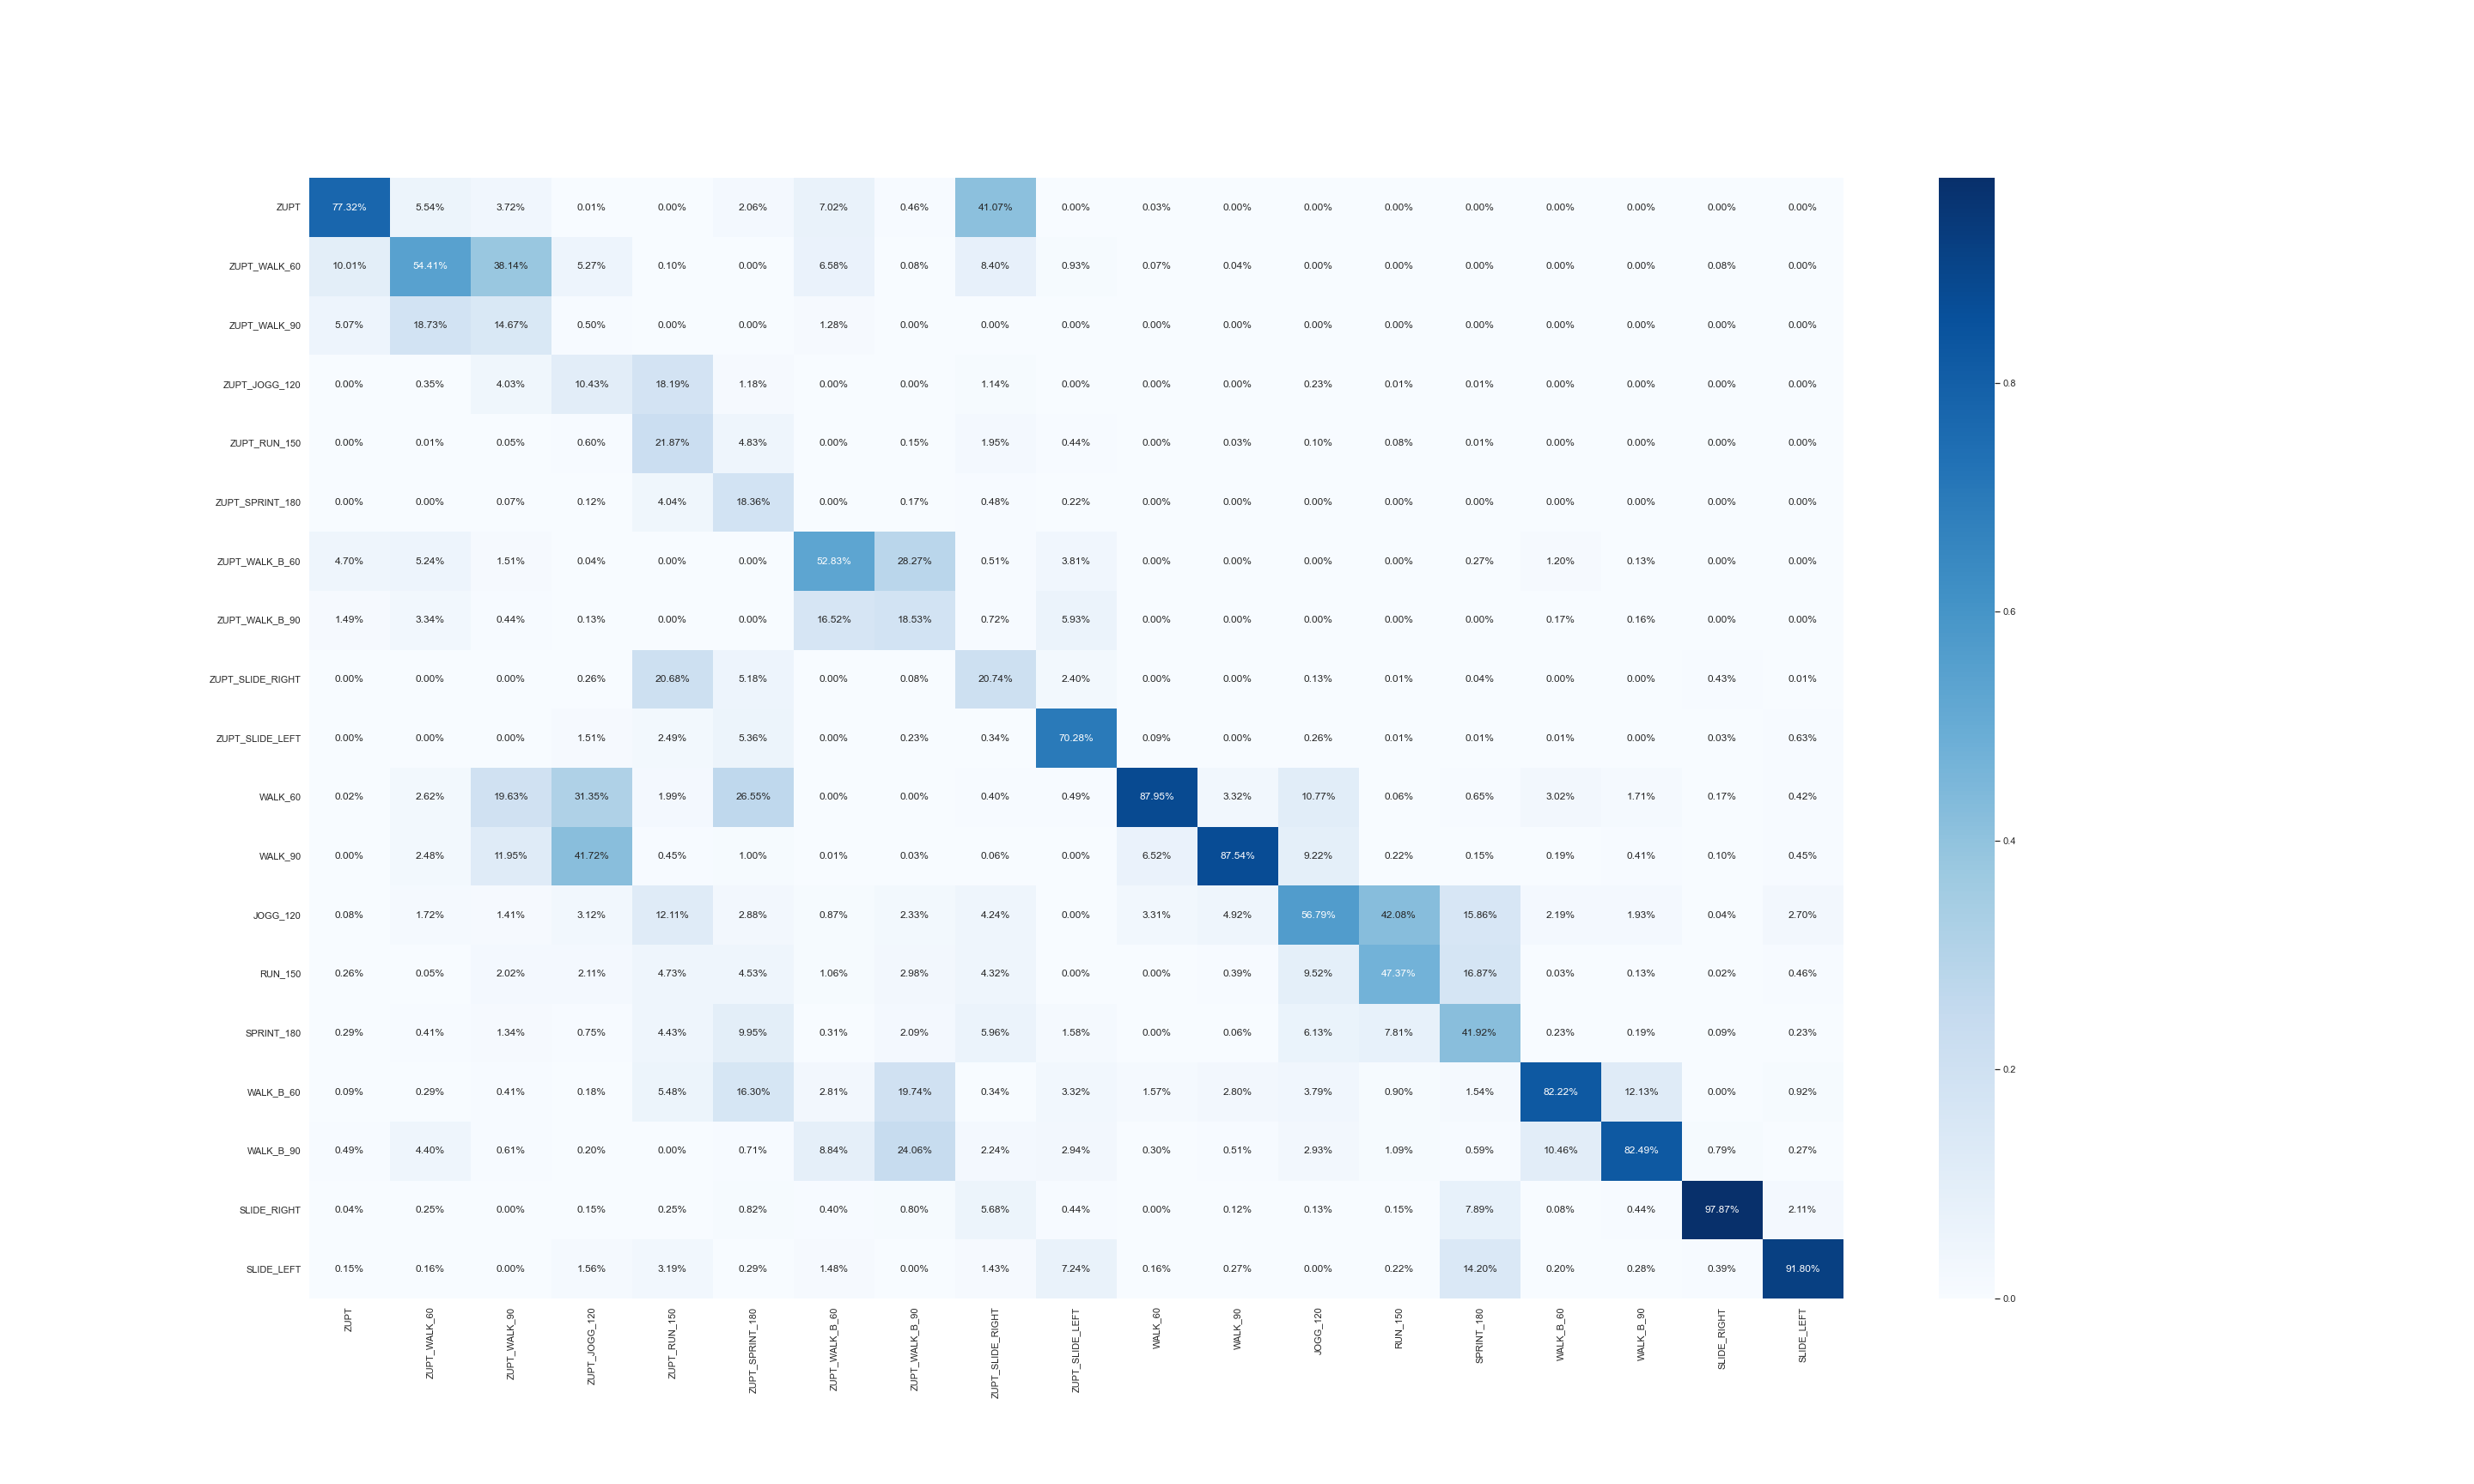 ZUPT 77.32% 5.54% 3.72% 0.01% 0.00% 2.06% 7.02% 0.46% 41.07% 0.00% 0.03% 0.00% 0.00% 0.00% 0.00% 0.00% 0.00% 0.00% 0.00%
ZUPT_WALK_60 10.01% 54.41% 38.14% 5.27% 0.10% 0.00% 6.58% 0.08% 8.40% 0.93% 0.07% 0.04% 0.00% 0.00% 0.00% 0.00% 0.00% 0.08% 0.00%
ZUPT_WALK_90 5.07% 18.73% 14.67% 0.50% 0.00% 0.00% 1.28% 0.00% 0.00% 0.00% 0.00% 0.00% 0.00% 0.00% 0.00% 0.00% 0.00% 0.00% 0.00%
ZUPT_JOGG_120 0.00% 0.35% 4.03% 10.43% 18.19% 1.18% 0.00% 0.00% 1.14% 0.00% 0.00% 0.00% 0.23% 0.01% 0.01% 0.00% 0.00% 0.00% 0.00%
0.8
ZUPT_RUN_150 0.00% 0.01% 0.05% 0.60% 21.87% 4.83% 0.00% 0.15% 1.95% 0.44% 0.00% 0.03% 0.10% 0.08% 0.01% 0.00% 0.00% 0.00% 0.00%
ZUPT_SPRINT_180 0.00% 0.00% 0.07% 0.12% 4.04% 18.36% 0.00% 0.17% 0.48% 0.22% 0.00% 0.00% 0.00% 0.00% 0.00% 0.00% 0.00% 0.00% 0.00%
ZUPT_WALK_B_60 4.70% 5.24% 1.51% 0.04% 0.00% 0.00% 52.83% 28.27% 0.51% 3.81% 0.00% 0.00% 0.00% 0.00% 0.27% 1.20% 0.13% 0.00% 0.00%
0.6
ZUPT_WALK_B_90 1.49% 3.34% 0.44% 0.13% 0.00% 0.00% 16.52% 18.53% 0.72% 5.93% 0.00% 0.00% 0.00% 0.00% 0.00% 0.17% 0.16% 0.00% 0.00%
ZUPT_SLIDE_RIGHT 0.00% 0.00% 0.00% 0.26% 20.68% 5.18% 0.00% 0.08% 20.74% 2.40% 0.00% 0.00% 0.13% 0.01% 0.04% 0.00% 0.00% 0.43% 0.01%
ZUPT_SLIDE_LEFT 0.00% 0.00% 0.00% 1.51% 2.49% 5.36% 0.00% 0.23% 0.34% 70.28% 0.09% 0.00% 0.26% 0.01% 0.01% 0.01% 0.00% 0.03% 0.63%
WALK_60 0.02% 2.62% 19.63% 31.35% 1.99% 26.55% 0.00% 0.00% 0.40% 0.49% 87.95% 3.32% 10.77% 0.06% 0.65% 3.02% 1.71% 0.17% 0.42%
0.4
WALK_90 0.00% 2.48% 11.95% 41.72% 0.45% 1.00% 0.01% 0.03% 0.06% 0.00% 6.52% 87.54% 9.22% 0.22% 0.15% 0.19% 0.41% 0.10% 0.45%
JOGG_120 0.08% 1.72% 1.41% 3.12% 12.11% 2.88% 0.87% 2.33% 4.24% 0.00% 3.31% 4.92% 56.79% 42.08% 15.86% 2.19% 1.93% 0.04% 2.70%
RUN_150 0.26% 0.05% 2.02% 2.11% 4.73% 4.53% 1.06% 2.98% 4.32% 0.00% 0.00% 0.39% 9.52% 47.37% 16.87% 0.03% 0.13% 0.02% 0.46%
SPRINT_180 0.29% 0.41% 1.34% 0.75% 4.43% 9.95% 0.31% 2.09% 5.96% 1.58% 0.00% 0.06% 6.13% 7.81% 41.92% 0.23% 0.19% 0.09% 0.23%
0.2
WALK_B_60 0.09% 0.29% 0.41% 0.18% 5.48% 16.30% 2.81% 19.74% 0.34% 3.32% 1.57% 2.80% 3.79% 0.90% 1.54% 82.22% 12.13% 0.00% 0.92%
WALK_B_90 0.49% 4.40% 0.61% 0.20% 0.00% 0.71% 8.84% 24.06% 2.24% 2.94% 0.30% 0.51% 2.93% 1.09% 0.59% 10.46% 82.49% 0.79% 0.27%
SLIDE_RIGHT 0.04% 0.25% 0.00% 0.15% 0.25% 0.82% 0.40% 0.80% 5.68% 0.44% 0.00% 0.12% 0.13% 0.15% 7.89% 0.08% 0.44% 97.87% 2.11%
SLIDE_LEFT 0.15% 0.16% 0.00% 1.56% 3.19% 0.29% 1.48% 0.00% 1.43% 7.24% 0.16% 0.27% 0.00% 0.22% 14.20% 0.20% 0.28% 0.39% 91.80%
0.0
ZUPT
ZUPT_WALK_60
ZUPT_WALK_90
ZUPT_JOGG_120
ZUPT_RUN_150
ZUPT_SPRINT_180
ZUPT_WALK_B_60
ZUPT_WALK_B_90
ZUPT_SLIDE_RIGHT
ZUPT_SLIDE_LEFT
WALK_60
WALK_90
JOGG_120
RUN_150
SPRINT_180
WALK_B_60
WALK_B_90
SLIDE_RIGHT
SLIDE_LEFT